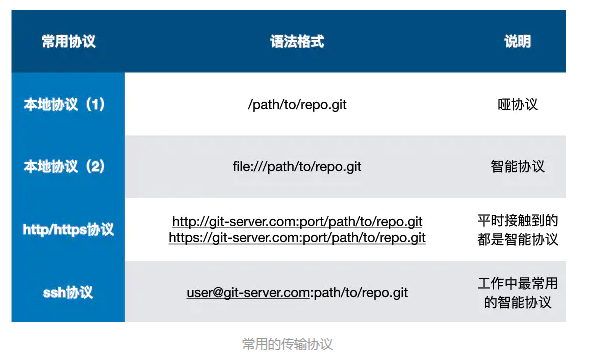 常用协议 语法格式 说明
本地协议（1） /path/to/repo.git 哑协议
本地协议（2） file:///path/to/repo.git 智能协议
http/https协议 http://git-server.com:port/path/to/repo.git 平时接触到的
https://git-server.com:port/path/to/repo.git 都是智能协议
ssh协议 user@git-server.com:path/to/repo.git 工作中最常用
的智能协议
常用的传输协议